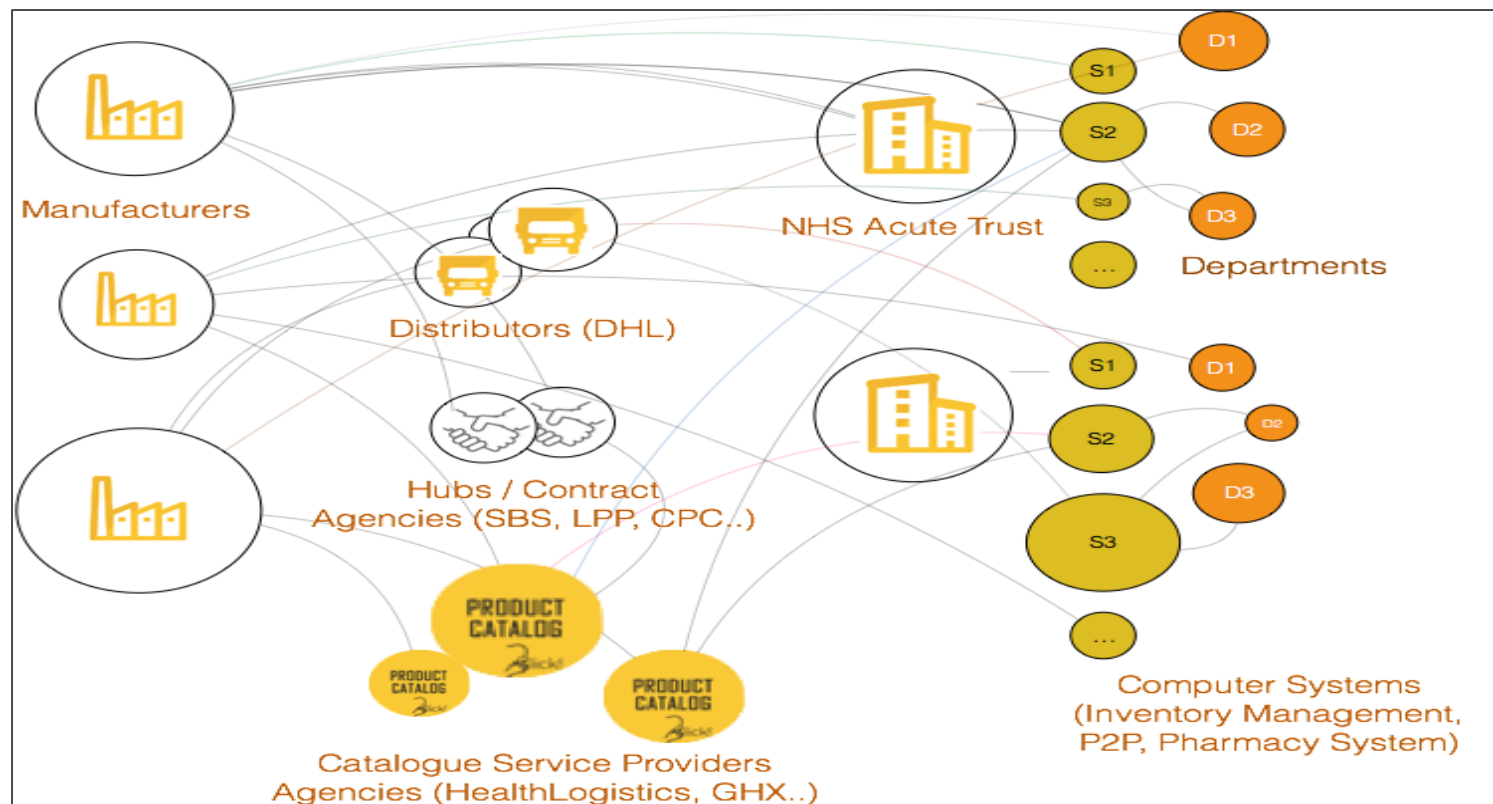 D1
S1
S2
D2
Manufacturers
NHS Acute Trust
S3
D3
...
Departments
Distributors (DHL)
S1
D1
S2
D2
Hubs / Contract
Agencies (SBS, LPP, CPC..)
D3
S3
PRODUCT
CATALOG
Click!
PRODUCT
CATALOG
PRODUCT
CATALOG
...
Computer Systems
(Inventory Management,
P2P, Pharmacy System)
Catalogue Service Providers
Agencies (HealthLogistics, GHX..)